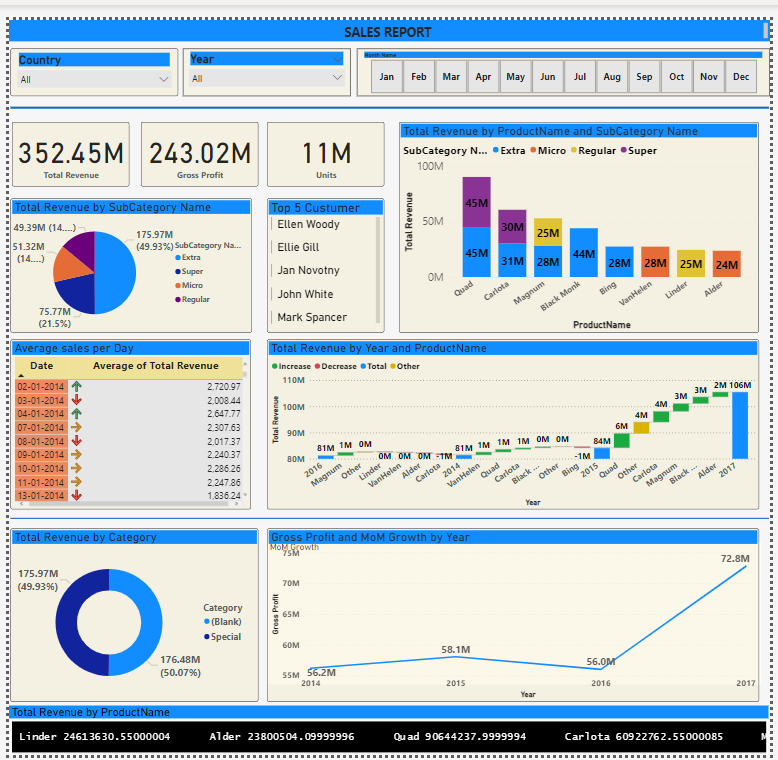 SALES REPORT
Country
All
Year
All
Month Name
Jan Feb Mar Apr May Jun Jul Aug Sep Oct Nov Dec
352.45M
Total Revenue
243.02M
Gross Profit
11M
Units
Total Revenue by ProductName and SubCategory Name
SubCategory N... Extra Micro Regular Super
100M
50M
0M
Total Revenue
45M
45M
30M
31M
25M
28M
44M
28M
28M
25M
24M
Quad Carlota Magnum Black Monk Bing VanHelen Linder Alder
ProductName
Total Revenue by SubCategory Name
49.39M (14....)
51.32M
(14....)
75.77M
(21.5%)
175.97M
(49.93%)
SubCategory Na...
Extra
Super
Micro
Regular
Top 5 Custumer
Ellen Woody
Ellie Gill
Jan Novotny
John White
Mark Spancer
Average sales per Day
Date Average of Total Revenue
02-01-2014 2,720.97
03-01-2014 2,008.44
04-01-2014 2,647.77
07-01-2014 2,307.63
08-01-2014 2,017.37
09-01-2014 2,240.37
10-01-2014 2,286.26
11-01-2014 2,247.86
13-01-2014 1,836.24
Total Revenue by Year and ProductName
Increase Decrease Total Other
110M
100M
90M
80M
Total Revenue
81M 1M 0M 0M 0M 0M -1M 81M 1M 1M 1M 0M 0M -1M 84M 6M 4M 4M 3M 3M 2M 106M
2016 Magnum Other Linder VanHelen Alder Carlota 2014 VanHelen Quad Carlota Black ... Other Bing 2015 Quad Other Carlota Magnum Black ... Alder 2017
Year
Total Revenue by Category
175.97M
(49.93%)
176.48M
(50.07%)
Category
(Blank)
Special
Gross Profit and MoM Growth by Year
MoM Growth
75M
70M
65M
60M
55M
Gross Profit
56.2M
58.1M
56.0M
72.8M
2014 2015 2016 2017
Year
Total Revenue by ProductName
Linder 24613630.55000004 Alder 23800504.09999996 Quad 90644237.9999994 Carlota 60922762.55000085 M